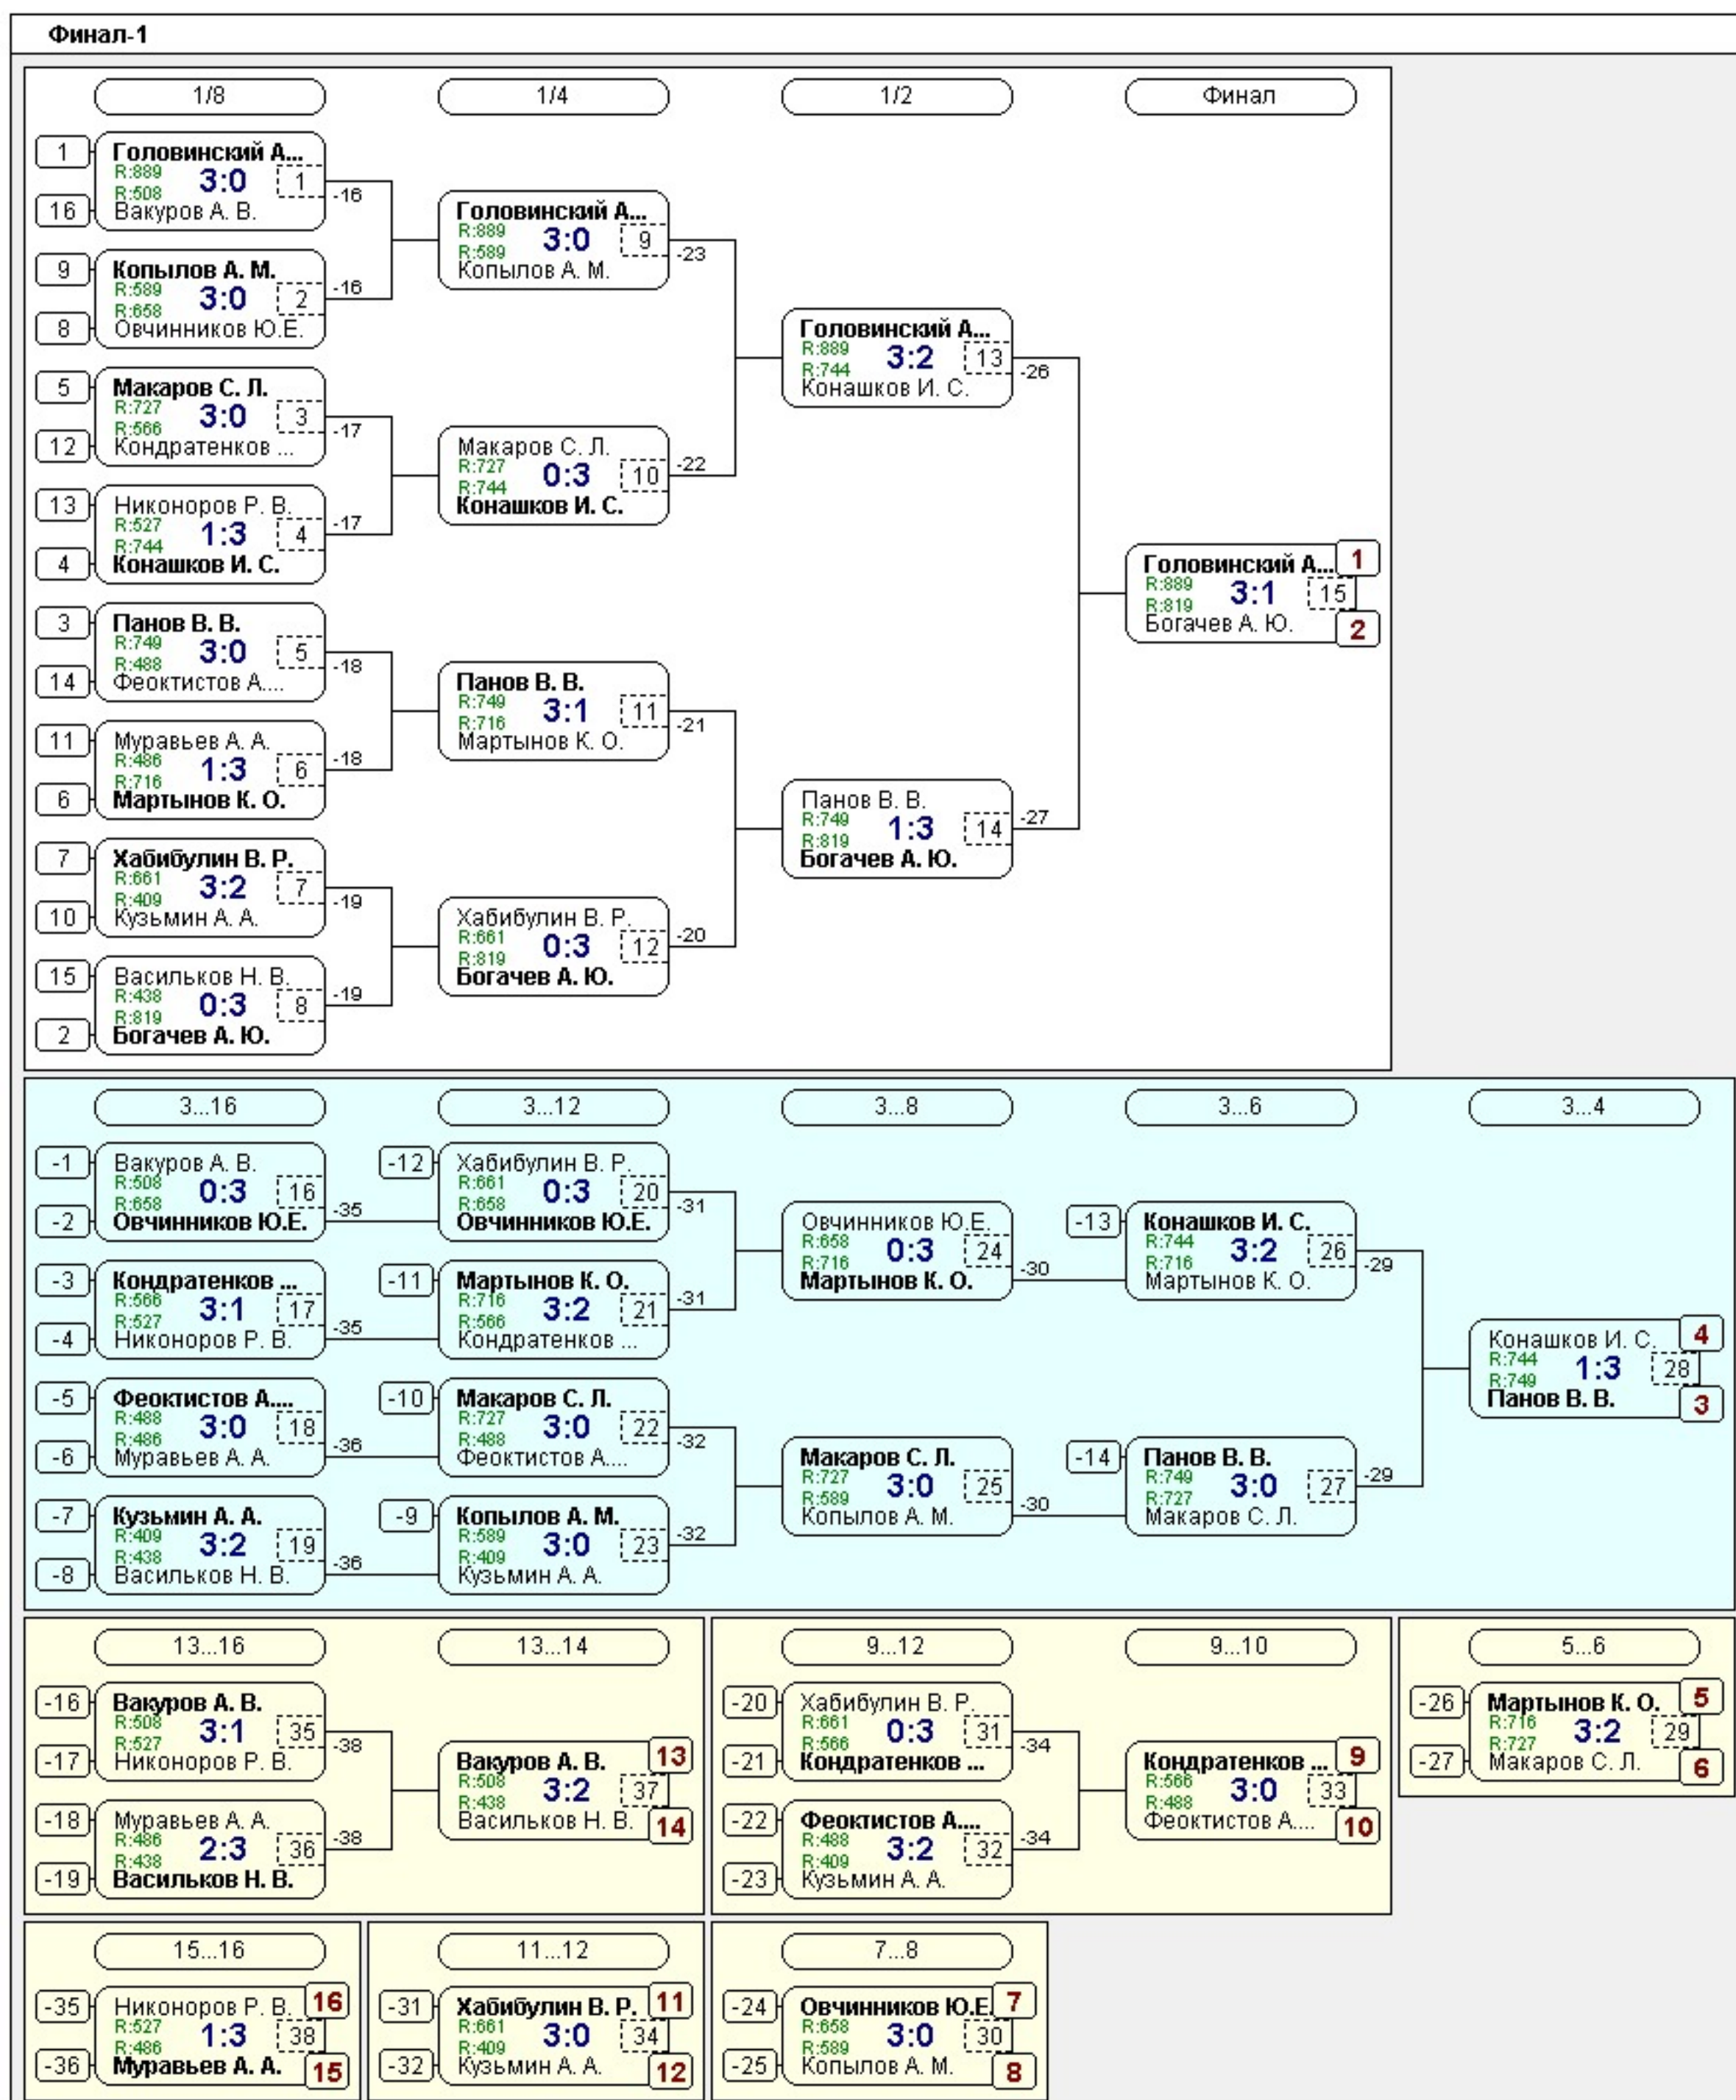 Финал-1
1/8 1/4 1/2 Финал
1 Головинский А...
R:889 3:0 1
R:508
16 Вакуров А. В.
-16
9 Копылов А. М.
R:589 3:0 2
R:658
8 Овчинников Ю.Е.
-16
5 Макаров С. Л.
R:727 3:0 3
R:566
12 Кондратенков ...
-17
13 Никоноров Р. В.
R:527 1:3 4
R:744
4 Конашков И. С.
-17
3 Панов В. В.
R:749 3:0 5
R:488
14 Феоктистов А....
-18
11 Муравьев А. А.
R:486 1:3 6
R:716
6 Мартынов К. О.
-18
7 Хабибулин В. Р.
R:661 3:2 7
R:409
10 Кузьмин А. А.
-19
15 Васильков Н. В.
R:438 0:3 8
R:819
2 Богачев А. Ю.
-19
Головинский А...
R:889 3:0 9
R:589
Копылов А. М.
-23
Макаров С. Л.
R:727 0:3 10
R:744
Конашков И. С.
-22
Панов В. В.
R:749 3:1 11
R:716
Мартынов К. О.
-21
Хабибулин В. Р.
R:661 0:3 12
R:819
Богачев А. Ю.
-20
Головинский А...
R:889 3:2 13
R:744
Конашков И. С.
-26
Панов В. В.
R:749 1:3 14
R:819
Богачев А. Ю.
-27
Головинский А... 1
R:889 3:1 15
R:819
Богачев А. Ю. 2
3...16 3...12 3...8 3...6 3...4
-1 Вакуров А. В.
R:508 0:3 16
R:658
-2 Овчинников Ю.Е.
-35
-3 Кондратенков ...
R:566 3:1 17
R:527
-4 Никоноров Р. В.
-35
-5 Феоктистов А....
R:488 3:0 18
R:486
-6 Муравьев А. А.
-36
-7 Кузьмин А. А.
R:409 3:2 19
R:438
-8 Васильков Н. В.
-36
-12 Хабибулин В. Р.
R:661 0:3 20
R:658
Овчинников Ю.Е.
-31
-11 Мартынов К. О.
R:716 3:2 21
R:566
Кондратенков ...
-31
-10 Макаров С. Л.
R:727 3:0 22
R:488
Феоктистов А....
-32
-9 Копылов А. М.
R:589 3:0 23
R:409
Кузьмин А. А.
-32
Овчинников Ю.Е.
R:658 0:3 24
R:716
Мартынов К. О.
-30
Макаров С. Л.
R:727 3:0 25
R:589
Копылов А. М.
-30
-13 Конашков И. С.
R:744 3:2 26
R:716
Мартынов К. О.
-29
-14 Панов В. В.
R:749 3:0 27
R:727
Макаров С. Л.
-29
Конашков И. С. 4
R:744 1:3 28
R:749
Панов В. В. 3
13...16 13...14
-16 Вакуров А. В.
R:508 3:1 35
R:527
-17 Никоноров Р. В.
-38
-18 Муравьев А. А.
R:486 2:3 36
R:438
-19 Васильков Н. В.
-38
Вакуров А. В. 13
R:508 3:2 37
R:438
Васильков Н. В. 14
9...12 9...10
-20 Хабибулин В. Р.
R:661 0:3 31
R:566
-21 Кондратенков ...
-34
-22 Феоктистов А....
R:488 3:2 32
R:409
-23 Кузьмин А. А.
-34
Кондратенков ... 9
R:566 3:0 33
R:488
Феоктистов А.... 10
5...6
-26 Мартынов К. О. 5
R:716 3:2 29
R:727
-27 Макаров С. Л. 6
15...16
-35 Никоноров Р. В. 16
R:527 1:3 38
R:486
-36 Муравьев А. А. 15
11...12
-31 Хабибулин В. Р. 11
R:661 3:0 34
R:409
-32 Кузьмин А. А. 12
7...8
-24 Овчинников Ю.Е. 7
R:658 3:0 30
R:589
-25 Копылов А. М. 8